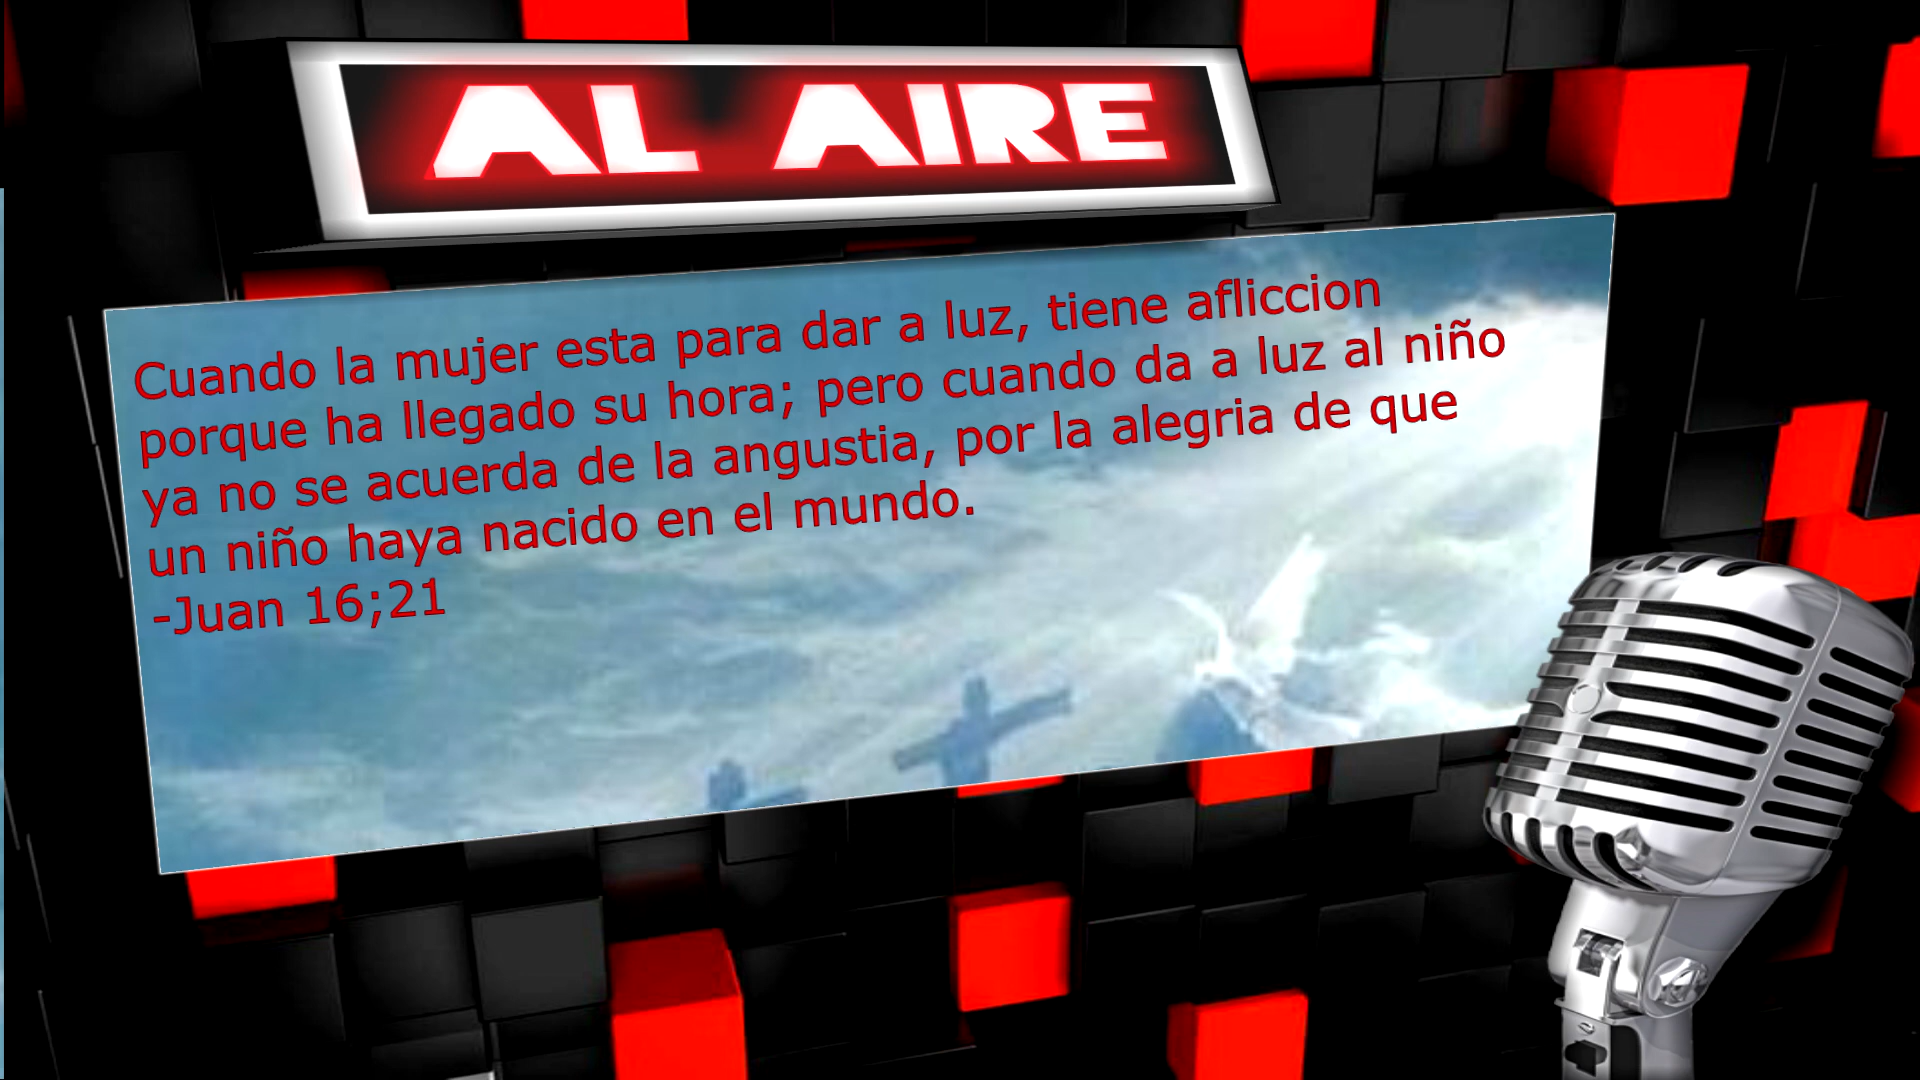 AL AIRE
Cuando la mujer esta para dar a luz, tiene afliccion
porque ha llegado su hora; pero cuando da a luz al niño
ya no se acuerda de la angustia, por la alegria de que
un niño haya nacido en el mundo.
-Juan 16;21